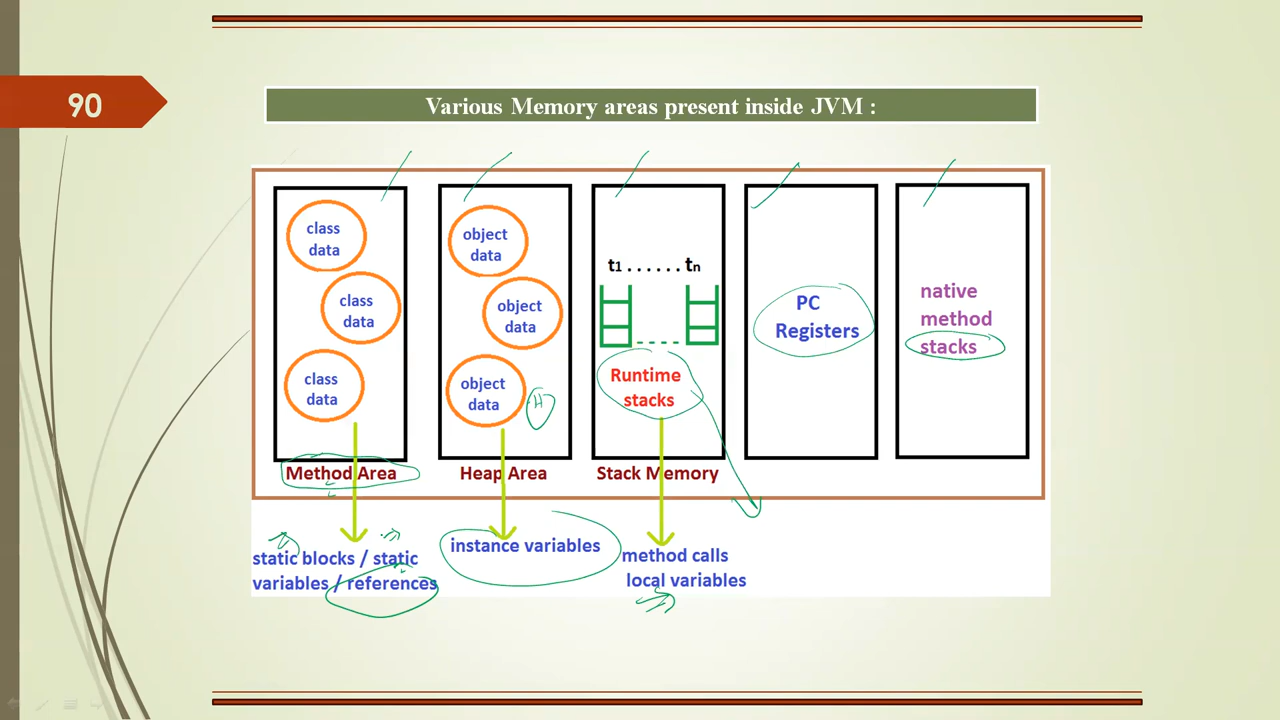 90
Various Memory areas present inside JVM :
class
data
class
data
class
data
Method Area
static blocks / static
variables / references
object
data
object
data
object
data
H
Heap Area
instance variables
t1 . . . . . . tn
Runtime
stacks
Stack Memory
method calls
local variables
PC
Registers
native
method
stacks